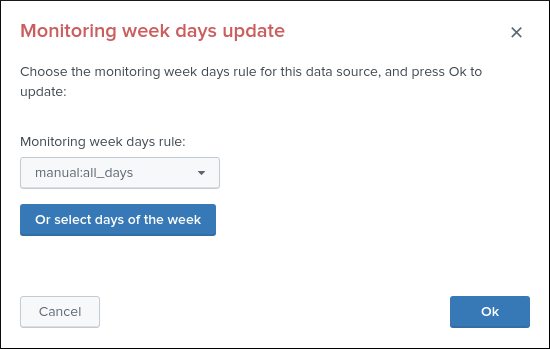 Monitoring week days update
Choose the monitoring week days rule for this data source, and press Ok to
update:
Monitoring week days rule:
manual:all_days
Or select days of the week
Cancel
Ok